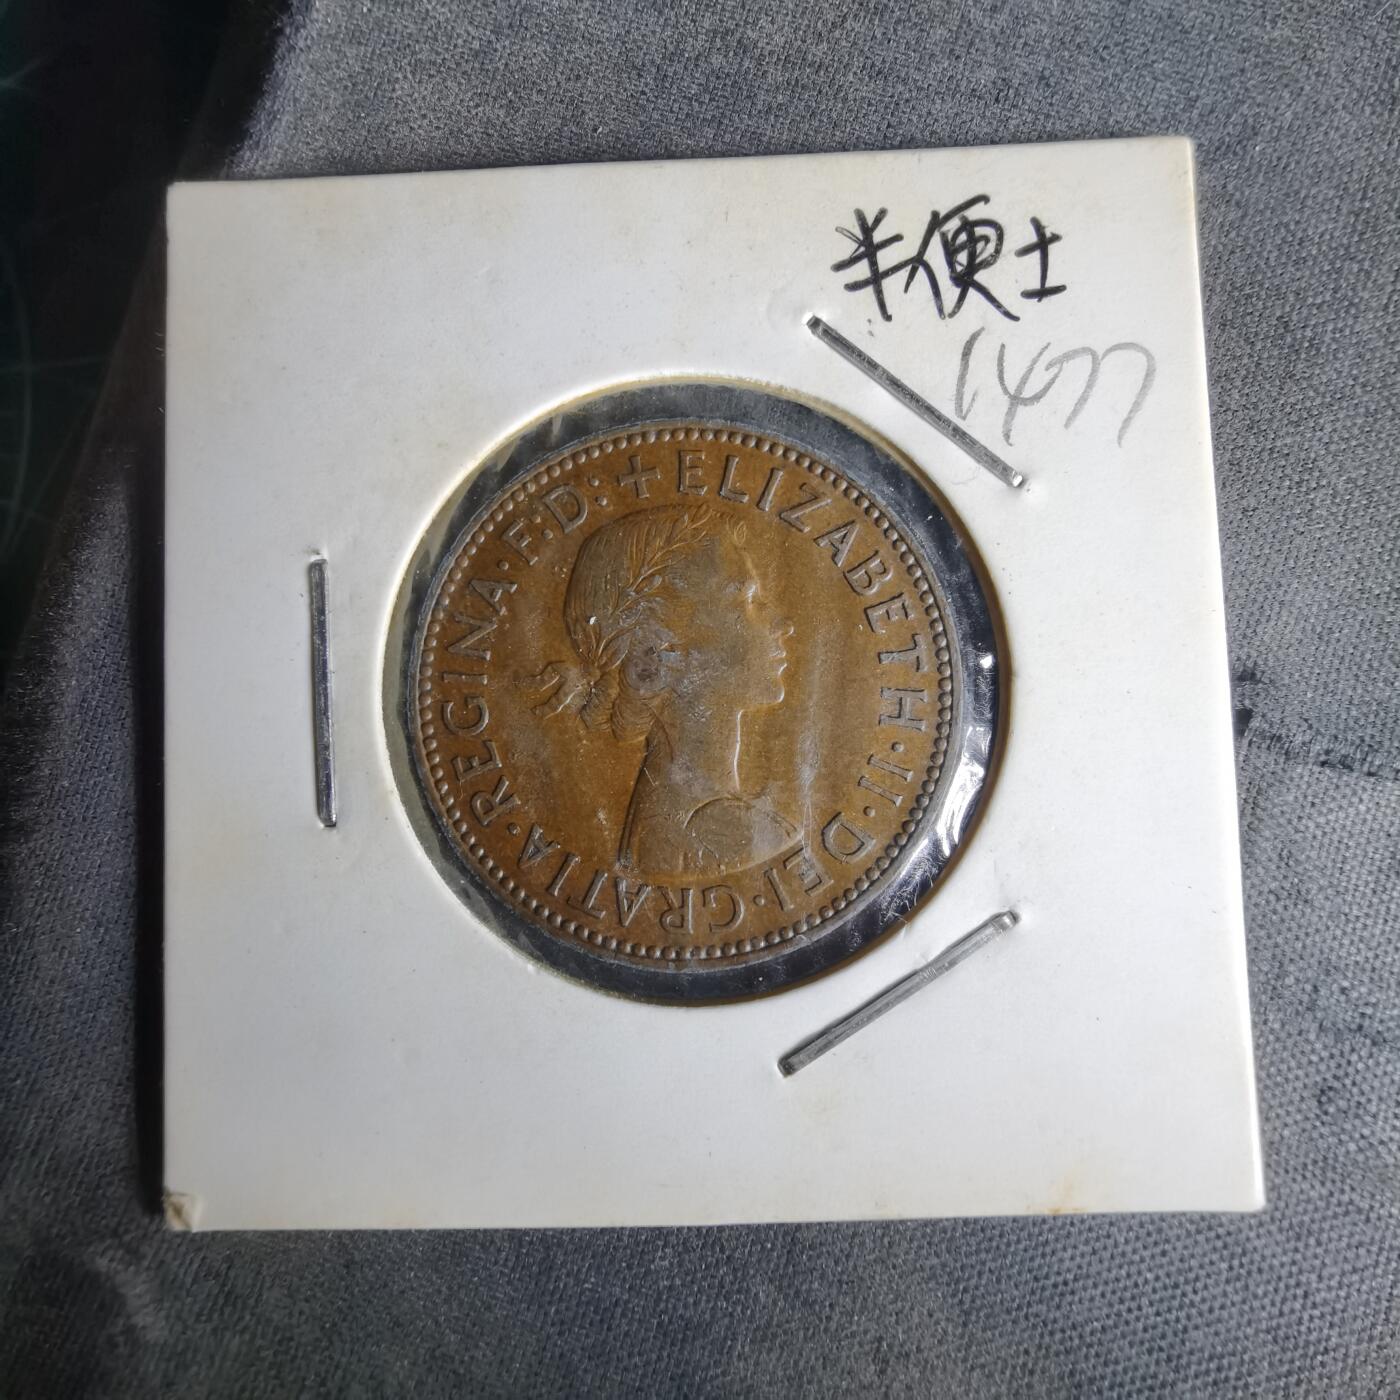 半便士
1477
+ELIZABETH·II·DEI·GRATIA·REGINA·F:D: